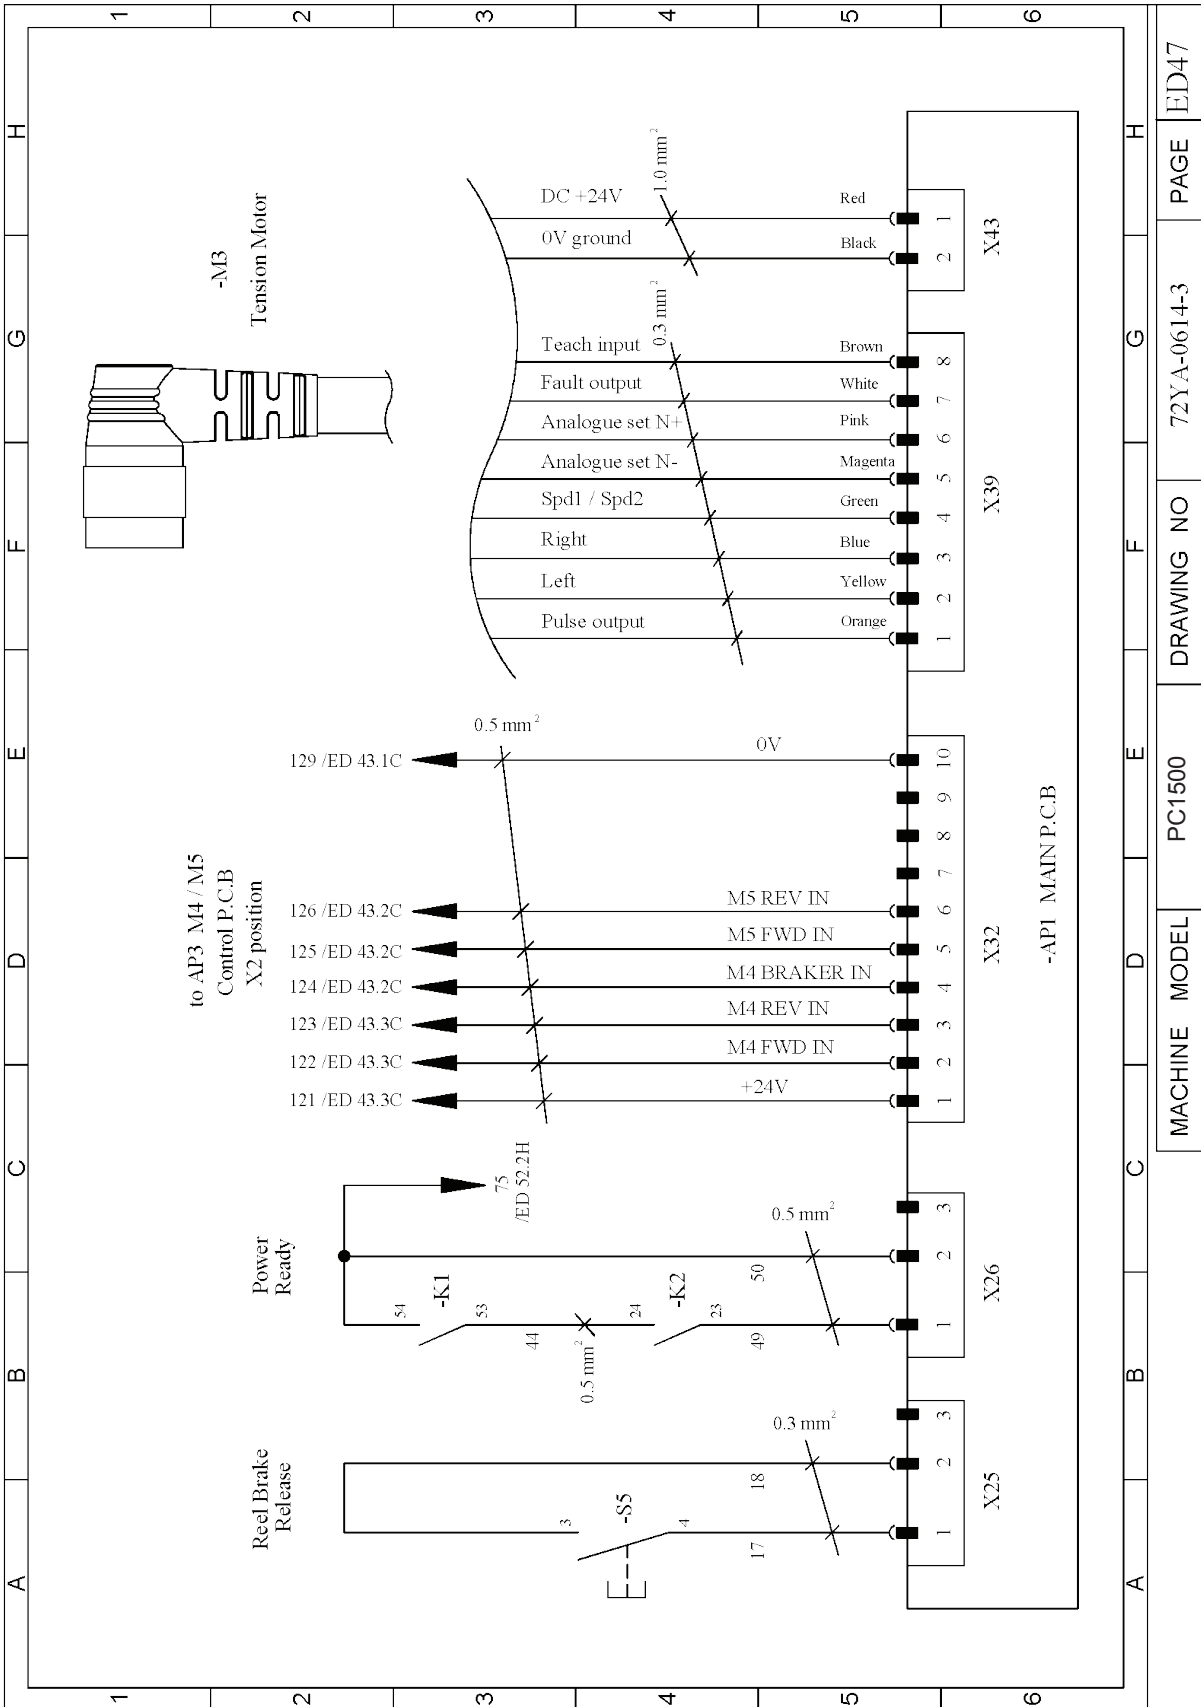 A B C D E F G H
1 2 3 4 5 6
-M3
Tension Motor
to AP3 M4 / M5
Control P.C.B
X2 position
Reel Brake
Release
3
-S5
4
17
18
0.3 mm²
1 2 3
X25
Power
Ready
54
-K1
53
44
0.5 mm²
24
-K2
23
49
50
0.5 mm²
75
/ED 52.2H
1 2 3
X26
121 /ED 43.3C
122 /ED 43.3C
123 /ED 43.3C
124 /ED 43.2C
125 /ED 43.2C
126 /ED 43.2C
129 /ED 43.1C
0.5 mm²
+24V
M4 FWD IN
M4 REV IN
M4 BRAKER IN
M5 FWD IN
M5 REV IN
0V
1 2 3 4 5 6 7 8 9 10
X32
DC +24V
0V ground
1.0 mm²
Red
Black
2 1
X43
Teach input
Fault output
Analogue set N+
Analogue set N-
Spd1 / Spd2
Right
Left
Pulse output
0.3 mm²
Brown
White
Pink
Magenta
Green
Blue
Yellow
Orange
1 2 3 4 5 6 7 8
X39
-AP1 MAIN P.C.B
A B C D E F G H
1 2 3 4 5 6
MACHINE MODEL PC1500 DRAWING NO 72YA-0614-3 PAGE ED47